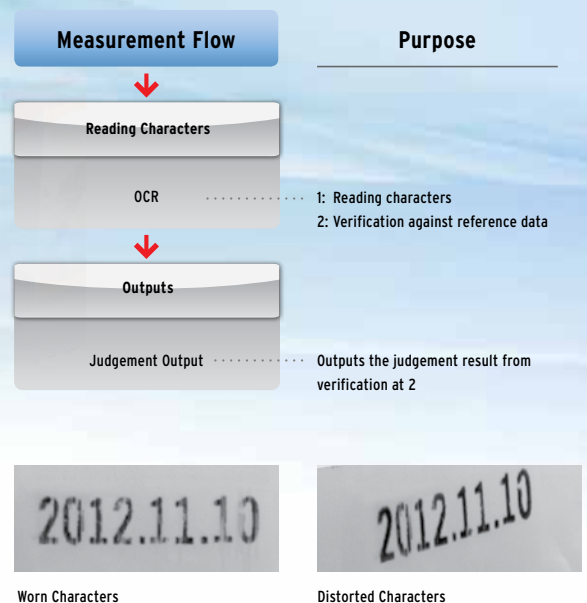 Measurement Flow
Purpose
Reading Characters
OCR
1: Reading characters
2: Verification against reference data
Outputs
Judgement Output
Outputs the judgement result from
verification at 2
2012.11.10
2012.11.10
Worn Characters
Distorted Characters